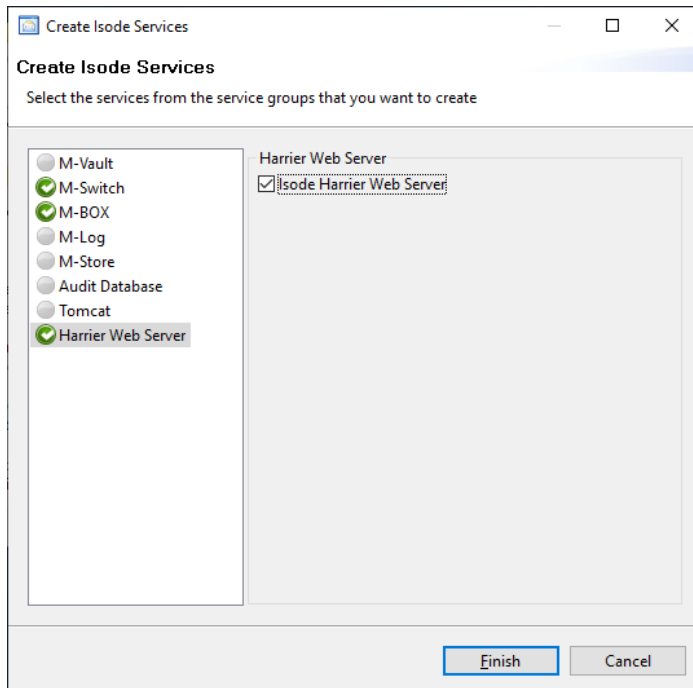 Create Isode Services
Create Isode Services
Select the services from the service groups that you want to create
M-Vault
M-Switch
M-BOX
M-Log
M-Store
Audit Database
Tomcat
Harrier Web Server
Harrier Web Server
Isode Harrier Web Server
Finish
Cancel